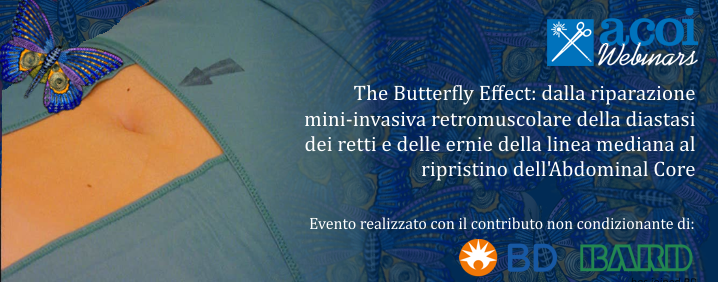 acoi
Webinars
The Butterfly Effect: dalla riparazione
mini-invasiva retromuscolare della diastasi
dei retti e delle ernie della linea mediana al
ripristino dell'Abdominal Core
Evento realizzato con il contributo non condizionante di:
BD
BARD